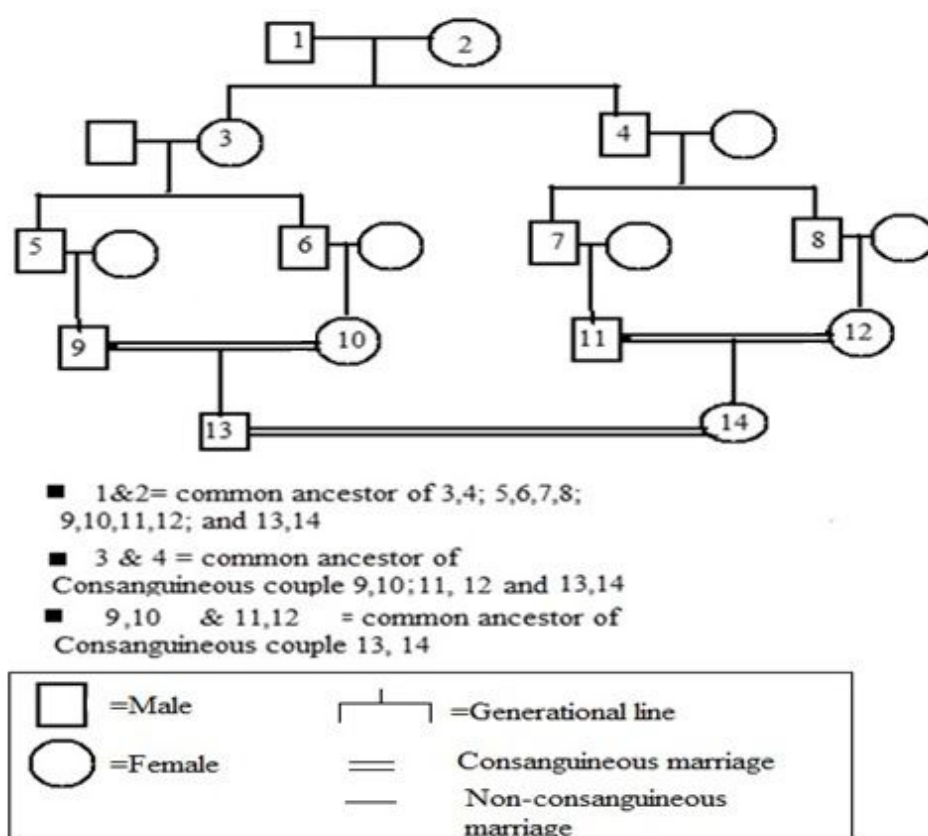 1
2
3
4
5
6
7
8
9
10
11
12
13
14
■ 1&2= common ancestor of 3,4; 5,6,7,8;
9,10,11,12; and 13,14
■ 3 & 4 = common ancestor of
Consanguineous couple 9,10;11, 12 and 13,14
■ 9,10 & 11,12 = common ancestor of
Consanguineous couple 13, 14
=Male
=Generational line
=Female
Consanguineous marriage
Non-consanguineous
marriage